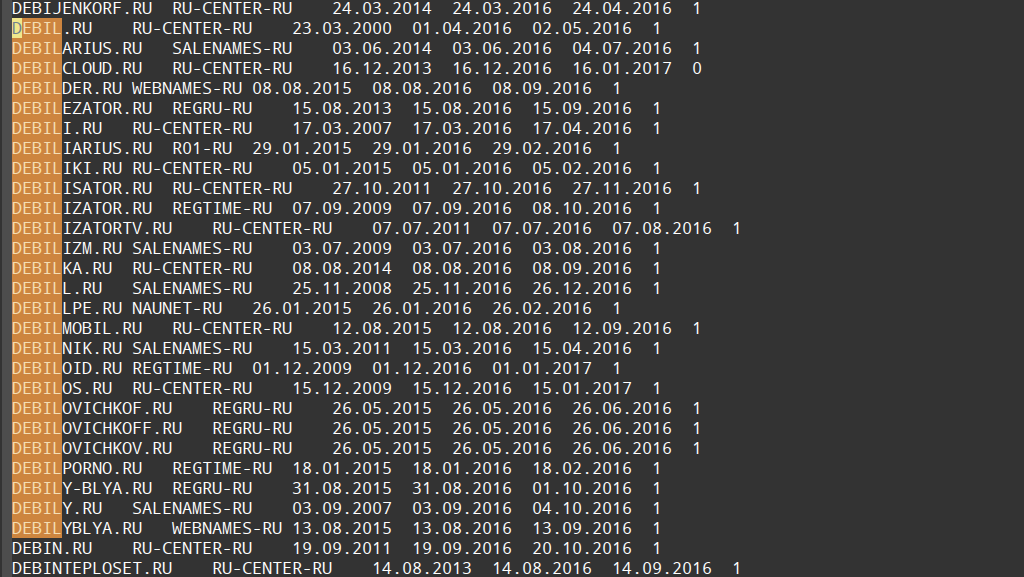 DEBIJENKORF.RU RU-CENTER-RU 24.03.2014 24.03.2016 24.04.2016 1
DEBIL.RU RU-CENTER-RU 23.03.2000 01.04.2016 02.05.2016 1
DEBILARIUS.RU SALENAMES-RU 03.06.2014 03.06.2016 04.07.2016 1
DEBILCLOUD.RU RU-CENTER-RU 16.12.2013 16.12.2016 16.01.2017 0
DEBILDER.RU WEBNAMES-RU 08.08.2015 08.08.2016 08.09.2016 1
DEBILEZATOR.RU REGRU-RU 15.08.2013 15.08.2016 15.09.2016 1
DEBILI.RU RU-CENTER-RU 17.03.2007 17.03.2016 17.04.2016 1
DEBILIARIUS.RU R01-RU 29.01.2015 29.01.2016 29.02.2016 1
DEBILIKI.RU RU-CENTER-RU 05.01.2015 05.01.2016 05.02.2016 1
DEBILISATOR.RU RU-CENTER-RU 27.10.2011 27.10.2016 27.11.2016 1
DEBILIZATOR.RU REGTIME-RU 07.09.2009 07.09.2016 08.10.2016 1
DEBILIZATORTV.RU RU-CENTER-RU 07.07.2011 07.07.2016 07.08.2016 1
DEBILIZM.RU SALENAMES-RU 03.07.2009 03.07.2016 03.08.2016 1
DEBILKA.RU RU-CENTER-RU 08.08.2014 08.08.2016 08.09.2016 1
DEBILL.RU SALENAMES-RU 25.11.2008 25.11.2016 26.12.2016 1
DEBILLPE.RU NAUNET-RU 26.01.2015 26.01.2016 26.02.2016 1
DEBILMOBIL.RU RU-CENTER-RU 12.08.2015 12.08.2016 12.09.2016 1
DEBILNIK.RU SALENAMES-RU 15.03.2011 15.03.2016 15.04.2016 1
DEBILOID.RU REGTIME-RU 01.12.2009 01.12.2016 01.01.2017 1
DEBILOS.RU RU-CENTER-RU 15.12.2009 15.12.2016 15.01.2017 1
DEBILOVICHKOF.RU REGRU-RU 26.05.2015 26.05.2016 26.06.2016 1
DEBILOVICHKOFF.RU REGRU-RU 26.05.2015 26.05.2016 26.06.2016 1
DEBILOVICHKOV.RU REGRU-RU 26.05.2015 26.05.2016 26.06.2016 1
DEBILPORNO.RU REGTIME-RU 18.01.2015 18.01.2016 18.02.2016 1
DEBILY-BLYA.RU REGRU-RU 31.08.2015 31.08.2016 01.10.2016 1
DEBILY.RU SALENAMES-RU 03.09.2007 03.09.2016 04.10.2016 1
DEBILYBLYA.RU WEBNAMES-RU 13.08.2015 13.08.2016 13.09.2016 1
DEBIN.RU RU-CENTER-RU 19.09.2011 19.09.2016 20.10.2016 1
DEBINTEPLOSET.RU RU-CENTER-RU 14.08.2013 14.08.2016 14.09.2016 1